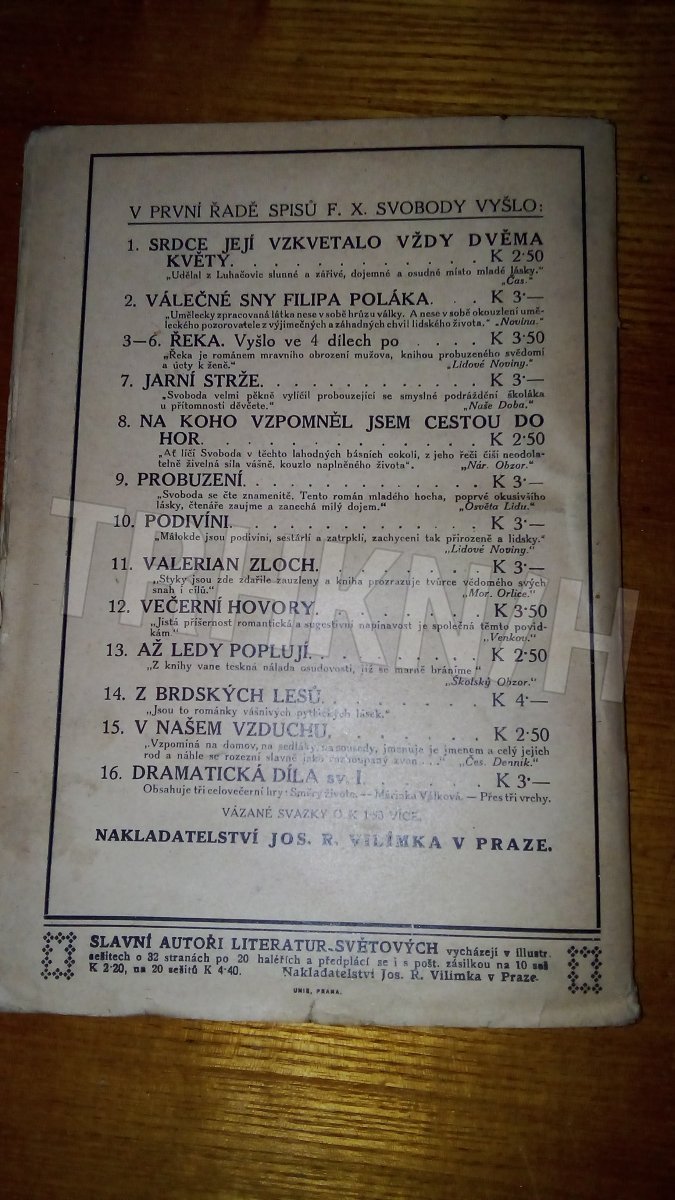 V PRVNÍ ŘADĚ SPISŮ F. X. SVOBODY VYŠLO:
1. SRDCE JEJÍ VZKVETALO VŽDY DVĚMA
KVĚTY. . . . . . . . . . . . K 2·50
„Udělal z Luhačovic slunné a zářivé, dojemné a osudné místo mladé lásky.“
„Čas.“
2. VÁLEČNÉ SNY FILIPA POLÁKA. . . K 3·—
„Umělecky zpracovaná látka nese v sobě hrůzu války. A nese v sobě okouzlení umě-
leckého pozorovatele z výjimečných a záhadných chvil lidského života.“ „Novina.“
3—6. ŘEKA. Vyšlo ve 4 dílech po . . . . K 3·50
„Řeka je románem mravního obrození mužova, knihou probuzeného svědomí
a úcty k ženě.“ „Lidové Noviny.“
7. JARNÍ STRŽE. . . . . . . . . . . . K 3·—
„Svoboda velmi pěkně vylíčil probouzející se smyslné podráždění školáka
u přítomnosti děvčete.“ „Naše Doba.“
8. NA KOHO VZPOMNĚL JSEM CESTOU DO
HOR. . . . . . . . . . . . . . K 2·50
„Ať líčí Svoboda v těchto lahodných básních cokoli, z jeho řeči čiší neodola-
telně živelná síla vášně, kouzlo naplněného života“. „Nár. Obzor.“
9. PROBUZENÍ. . . . . . . . . . . . . K 3·—
„Svoboda se čte znamenitě. Tento román mladého hocha, poprvé okusivšího
lásky, čtenáře zaujme a zanechá milý dojem.“ „Osvěta Lidu.“
10. PODIVÍNI. . . . . . . . . . . . . . K 3·—
„Málokde jsou podivíni, sestárlí a zatrpklí, zachyceni tak přirozeně a lidsky.“
„Lidové Noviny.“
11. VALERIAN ZLOCH. . . . . . . . . . K 3·—
„Styky jsou zde zdařile zauzleny a kniha prozrazuje tvůrce vědomého svých
snah i cílů.“ „Mor. Orlice.“
12. VEČERNÍ HOVORY. . . . . . . . . . K 3·50
„Jistá příšernost romantická a sugestivní napínavost je společná těmto povíd-
kám.“ „Venkov.“
13. AŽ LEDY POPLUJÍ. . . . . . . . . . K 2·50
„Z knihy vane teskná nálada osudovosti, jíž se marně bráníme“
„Školský Obzor.“
14. Z BRDSKÝCH LESŮ. . . . . . . . . . K 4·—
„Jsou to románky vášnivých pytláckých lásek.“
15. V NAŠEM VZDUCHU. . . . . . . . . . K 2·50
„Vzpomíná na domov, na sedláky, na sousedy, jmenuje je jmenem a celý jejich
rod a náhle se rozezní slavně jako rozhoupaný zvon . . .“ „Čes. Denník.“
16. DRAMATICKÁ DÍLA sv. I. . . . . . . K 3·—
Obsahuje tři celovečerní hry: Směry života. — Márinka Válková. — Přes tři vrchy.
VÁZANÉ SVAZKY O K 1·50 VÍCE.
NAKLADATELSTVÍ JOS. R. VILÍMKA V PRAZE.
SLAVNÍ AUTOŘI LITERATUR SVĚTOVÝCH vycházejí v illustr.
sešitech o 32 stranách po 20 haléřích a předplácí se i s pošt. zásilkou na 10 seš
K 2·20, na 20 sešitů K 4·40. Nakladatelství Jos. R. Vilímka v Praze.
UNIE, PRAHA.
TRHKNIH